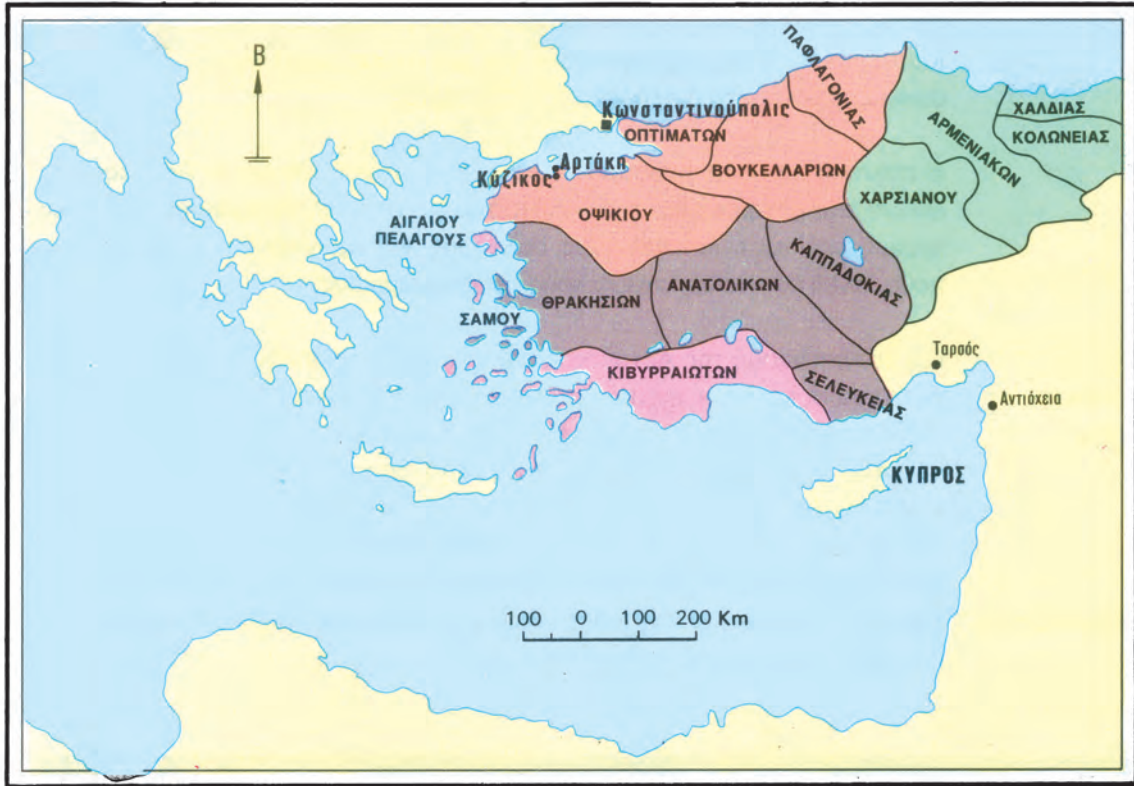 Β
ΠΑΦΛΑΓΟΝΙΑΣ
Κωνσταντινούπολις
ΟΠΤΙΜΑΤΩΝ
ΧΑΛΔΙΑΣ
ΚΟΛΩΝΕΙΑΣ
ΑΡΜΕΝΙΑΚΩΝ
Αρτάκη
Κύζικος
ΒΟΥΚΕΛΛΑΡΙΩΝ
ΧΑΡΣΙΑΝΟΥ
ΟΨΙΚΙΟΥ
ΑΙΓΑΙΟΥ
ΠΕΛΑΓΟΥΣ
ΚΑΠΠΑΔΟΚΙΑΣ
ΑΝΑΤΟΛΙΚΩΝ
ΘΡΑΚΗΣΙΩΝ
ΣΑΜΟΥ
Ταρσός
ΚΙΒΥΡΡΑΙΩΤΩΝ
ΣΕΛΕΥΚΕΙΑΣ
Αντιόχεια
ΚΥΠΡΟΣ
100 0 100 200 Km